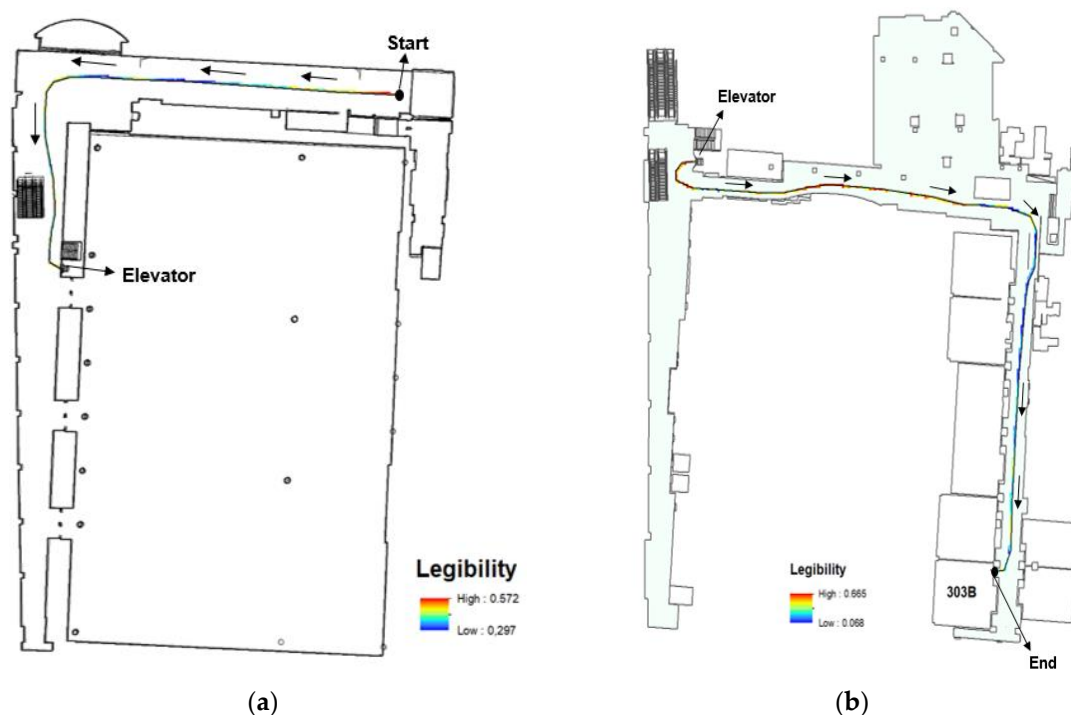 Start
Elevator
Legibility
High : 0.572
Low : 0,297
(a)
Elevator
Legibility
High : 0.665
Low : 0.068
303B
End
(b)